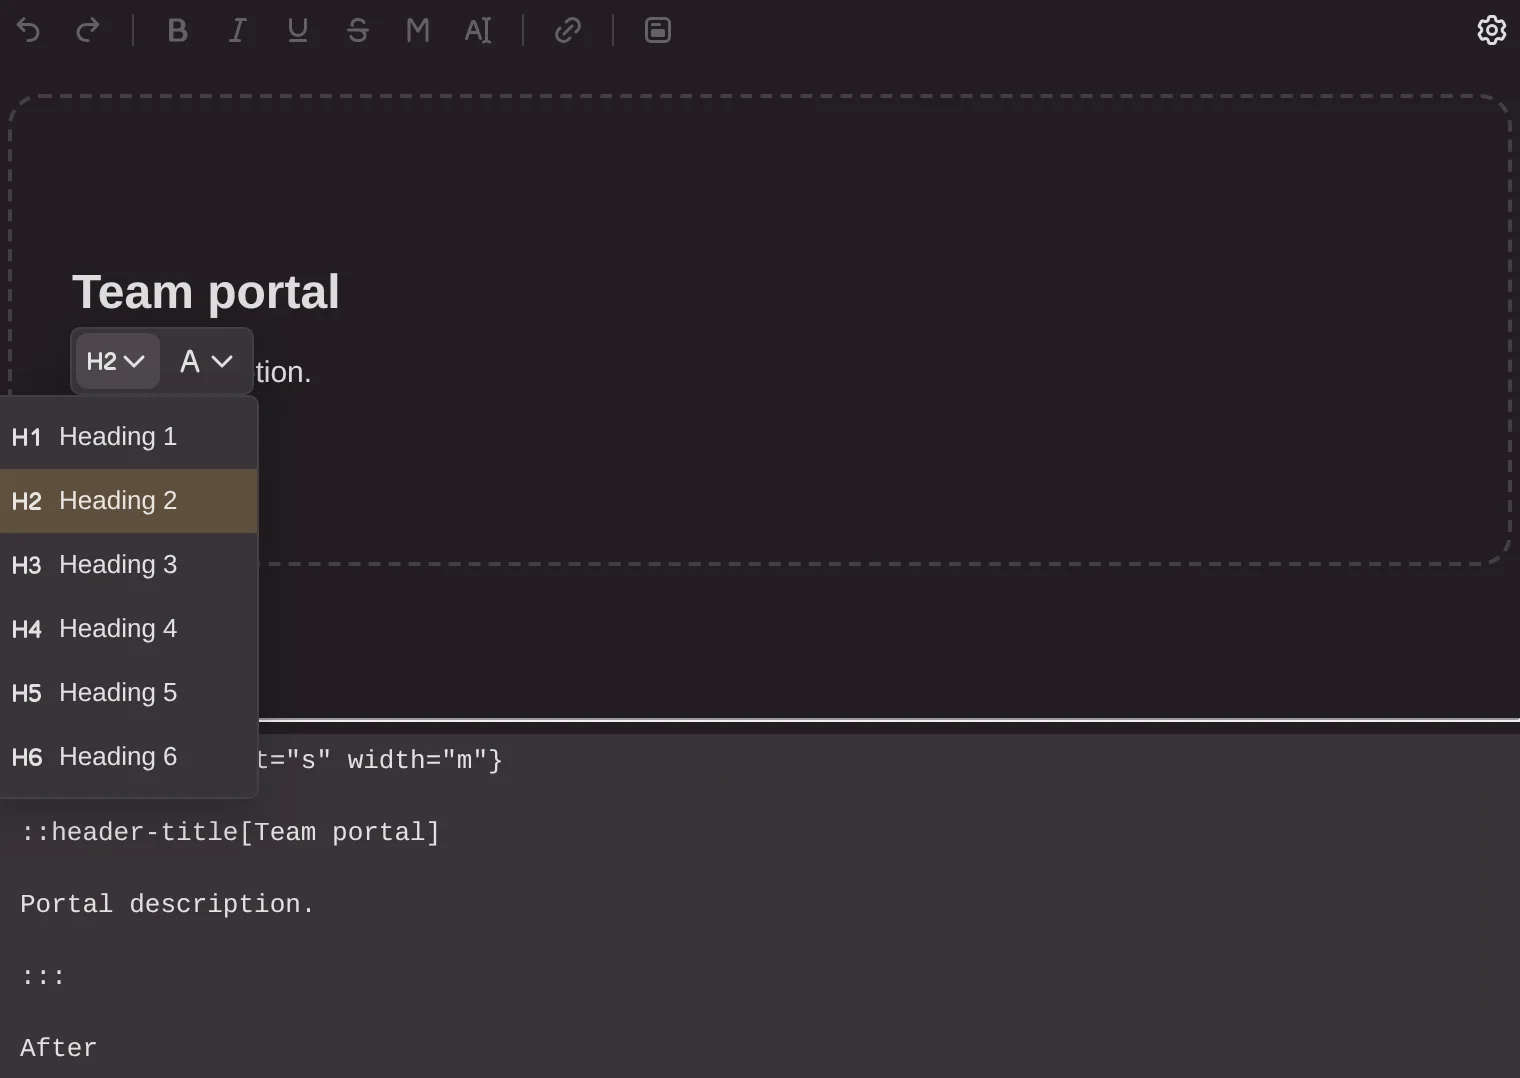 B I U S M A
Team portal
H2 A
tion.
H1 Heading 1
H2 Heading 2
H3 Heading 3
H4 Heading 4
H5 Heading 5
H6 Heading 6
t="s" width="m"}
::header-title[Team portal]
Portal description.
:::
After